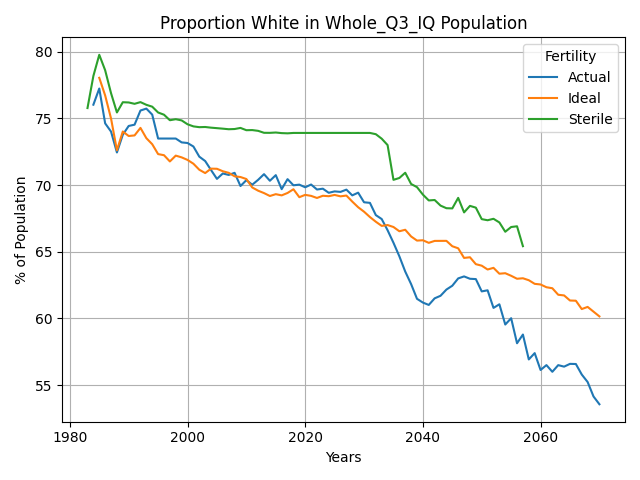 Proportion White in Whole_Q3_IQ Population
Fertility
Actual
Ideal
Sterile
% of Population
80
75
70
65
60
55
1980
2000
2020
2040
2060
Years